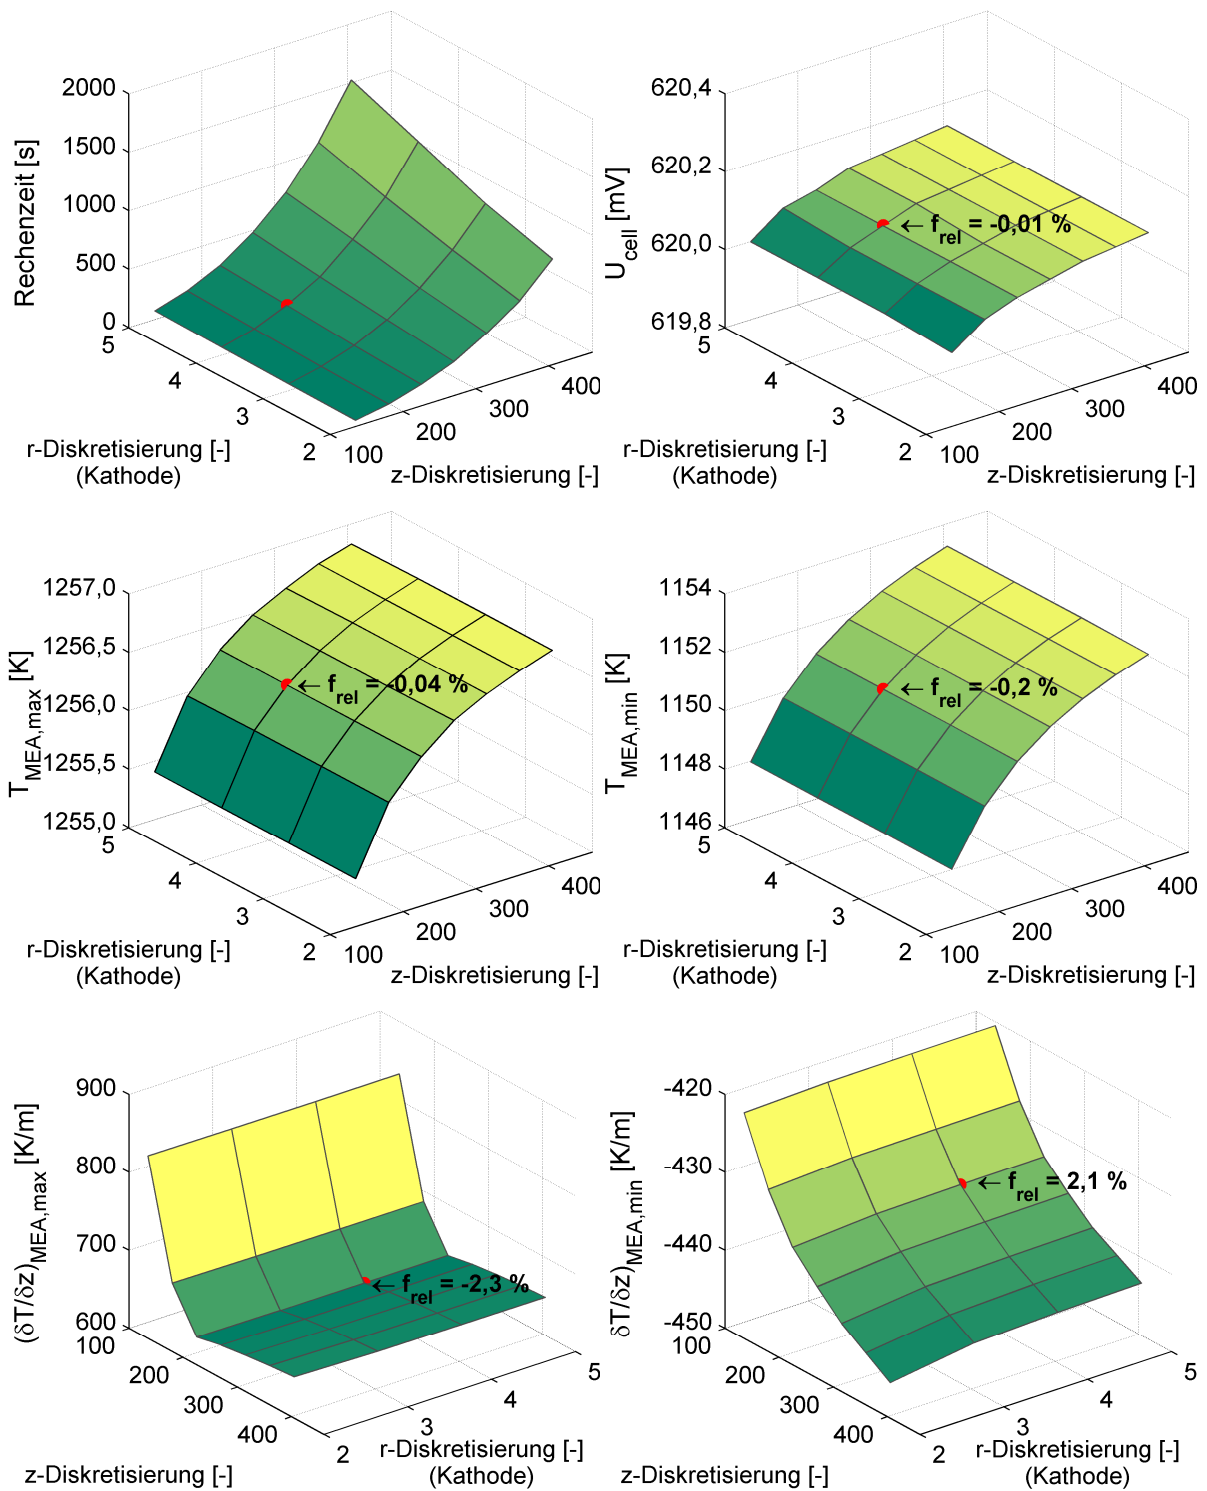 2000
1500
1000
500
0
Rechenzeit [s]
5
4
3
2
r-Diskretisierung [-]
(Kathode)
100
200
300
400
z-Diskretisierung [-]
620,4
620,2
620,0
619,8
U_cell [mV]
← f_rel = -0,01 %
5
4
3
2
r-Diskretisierung [-]
(Kathode)
100
200
300
400
z-Diskretisierung [-]
1257,0
1256,5
1256,0
1255,5
1255,0
T_MEA,max [K]
← f_rel = -0,04 %
5
4
3
2
r-Diskretisierung [-]
(Kathode)
100
200
300
400
z-Diskretisierung [-]
1154
1152
1150
1148
1146
T_MEA,min [K]
← f_rel = -0,2 %
5
4
3
2
r-Diskretisierung [-]
(Kathode)
100
200
300
400
z-Diskretisierung [-]
900
800
700
600
(δT/δz)_MEA,max [K/m]
← f_rel = -2,3 %
100
200
300
400
z-Diskretisierung [-]
2
3
4
5
r-Diskretisierung [-]
(Kathode)
-420
-430
-440
-450
δT/δz)_MEA,min [K/m]
← f_rel = 2,1 %
100
200
300
400
z-Diskretisierung [-]
2
3
4
5
r-Diskretisierung [-]
(Kathode)